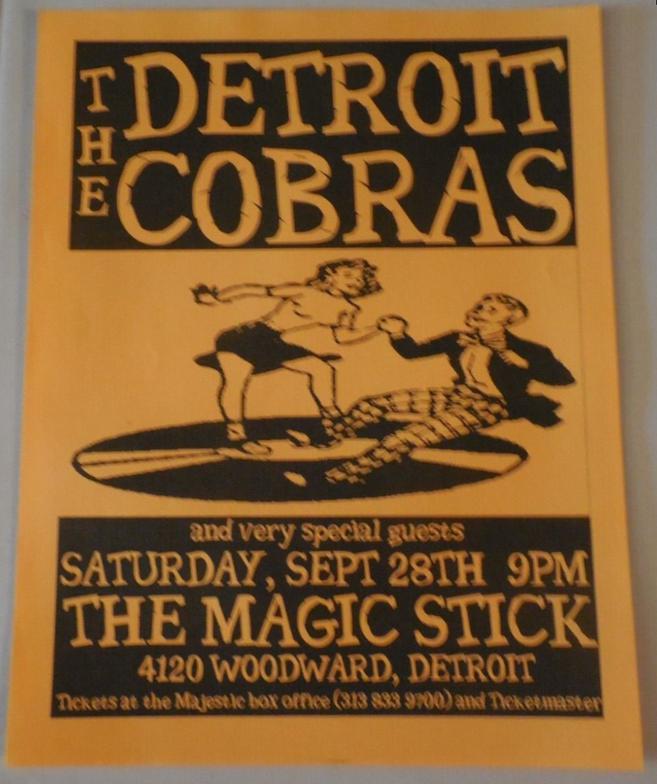 THE DETROIT
COBRAS
and very special guests
SATURDAY, SEPT 28TH 9PM
THE MAGIC STICK
4120 WOODWARD, DETROIT
Tickets at the Majestic box office (313 833 9700) and Ticketmaster